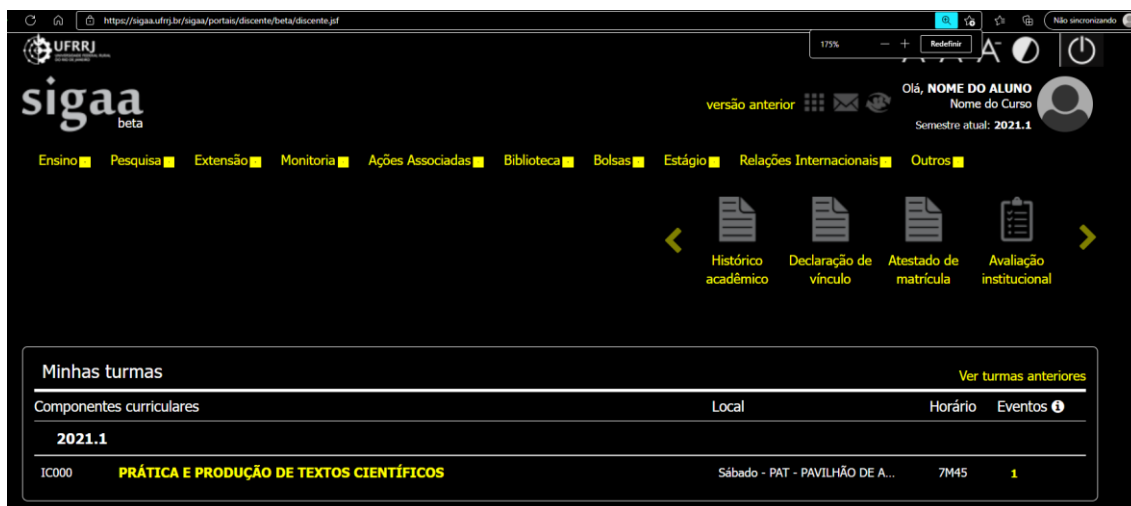 https://sigaa.ufrrj.br/sigaa/portais/discente/beta/discente.jsf
Não sincronizando
175% — + Redefinir
UFRRJ
A-
sigaa
beta
versão anterior
Olá, NOME DO ALUNO
Nome do Curso
Semestre atual: 2021.1
Ensino Pesquisa Extensão Monitoria Ações Associadas Biblioteca Bolsas Estágio Relações Internacionais Outros
Histórico acadêmico
Declaração de vínculo
Atestado de matrícula
Avaliação institucional
Minhas turmas
Ver turmas anteriores
Componentes curriculares Local Horário Eventos
2021.1
IC000 PRÁTICA E PRODUÇÃO DE TEXTOS CIENTÍFICOS Sábado - PAT - PAVILHÃO DE A... 7M45 1